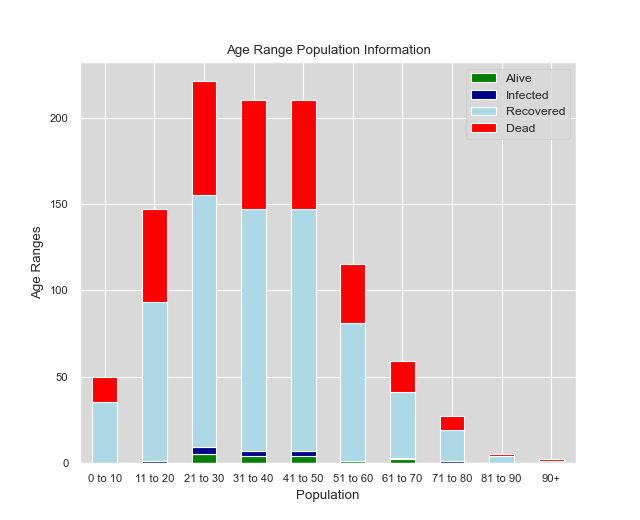 Age Range Population Information
Alive
Infected
Recovered
Dead
200
150
100
50
0
Age Ranges
0 to 10 11 to 20 21 to 30 31 to 40 41 to 50 51 to 60 61 to 70 71 to 80 81 to 90 90+
Population